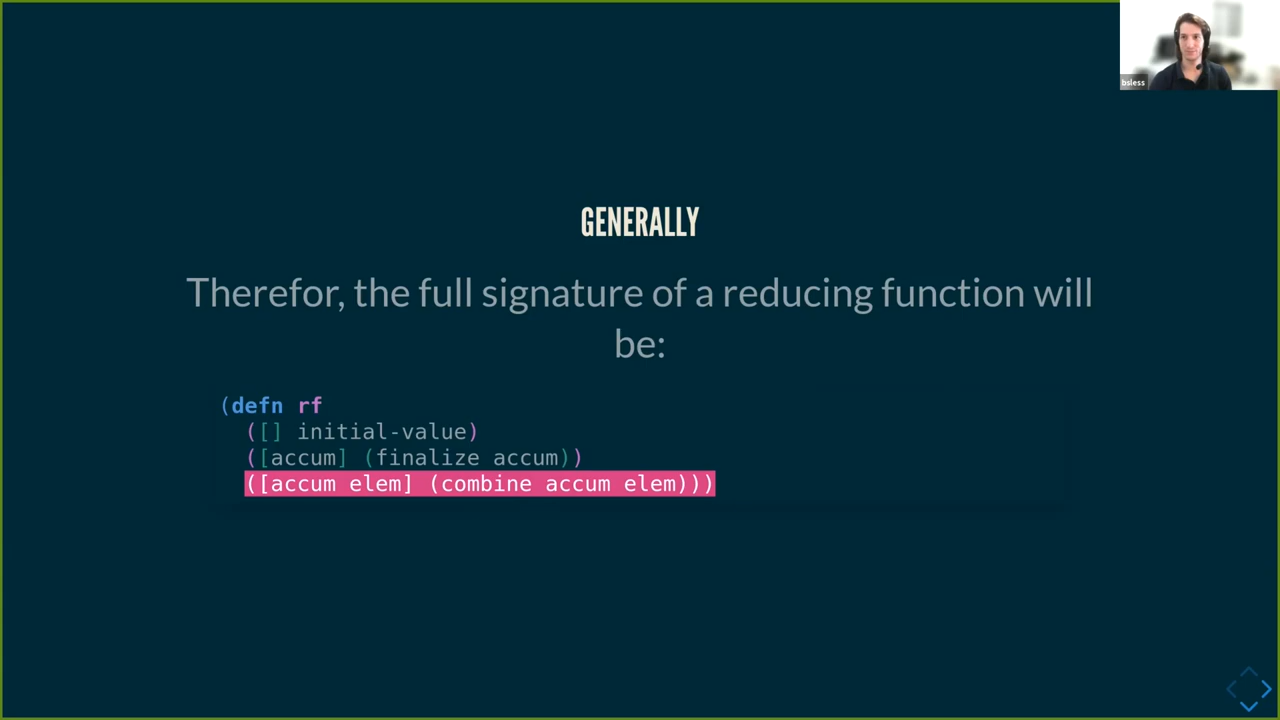 bsless
GENERALLY
Therefor, the full signature of a reducing function will
be:
(defn rf
  ([] initial-value)
  ([accum] (finalize accum))
  ([accum elem] (combine accum elem)))